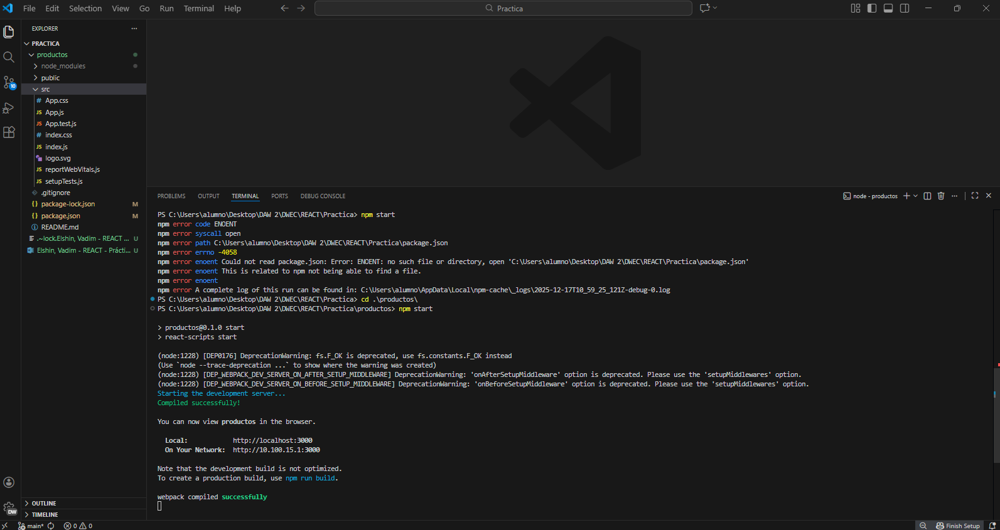 File Edit Selection View Go Run Terminal Help
Practica
EXPLORER
PRACTICA
productos
node_modules
public
src
App.css
App.js
App.test.js
index.css
index.js
logo.svg
reportWebVitals.js
setupTests.js
.gitignore
package-lock.json M
package.json M
README.md
.~lock.Elshin, Vadim - REACT ... U
Elshin, Vadim - REACT - Prácti... U
OUTLINE
TIMELINE
10
DW
PROBLEMS OUTPUT TERMINAL PORTS DEBUG CONSOLE
node - productos
PS C:\Users\alumno\Desktop\DAW 2\DWEC\REACT\Practica> npm start
npm error code ENOENT
npm error syscall open
npm error path C:\Users\alumno\Desktop\DAW 2\DWEC\REACT\Practica\package.json
npm error errno -4058
npm error enoent Could not read package.json: Error: ENOENT: no such file or directory, open 'C:\Users\alumno\Desktop\DAW 2\DWEC\REACT\Practica\package.json'
npm error enoent This is related to npm not being able to find a file.
npm error enoent
npm error A complete log of this run can be found in: C:\Users\alumno\AppData\Local\npm-cache\_logs\2025-12-17T10_59_25_121Z-debug-0.log
PS C:\Users\alumno\Desktop\DAW 2\DWEC\REACT\Practica> cd .\productos\
PS C:\Users\alumno\Desktop\DAW 2\DWEC\REACT\Practica\productos> npm start
> productos@0.1.0 start
> react-scripts start
(node:1228) [DEP0176] DeprecationWarning: fs.F_OK is deprecated, use fs.constants.F_OK instead
(Use `node --trace-deprecation ...` to show where the warning was created)
(node:1228) [DEP_WEBPACK_DEV_SERVER_ON_AFTER_SETUP_MIDDLEWARE] DeprecationWarning: 'onAfterSetupMiddleware' option is deprecated. Please use the 'setupMiddlewares' option.
(node:1228) [DEP_WEBPACK_DEV_SERVER_ON_BEFORE_SETUP_MIDDLEWARE] DeprecationWarning: 'onBeforeSetupMiddleware' option is deprecated. Please use the 'setupMiddlewares' option.
Starting the development server...
Compiled successfully!
You can now view productos in the browser.
Local: http://localhost:3000
On Your Network: http://10.100.15.1:3000
Note that the development build is not optimized.
To create a production build, use npm run build.
webpack compiled successfully
main* 0 0
Finish Setup